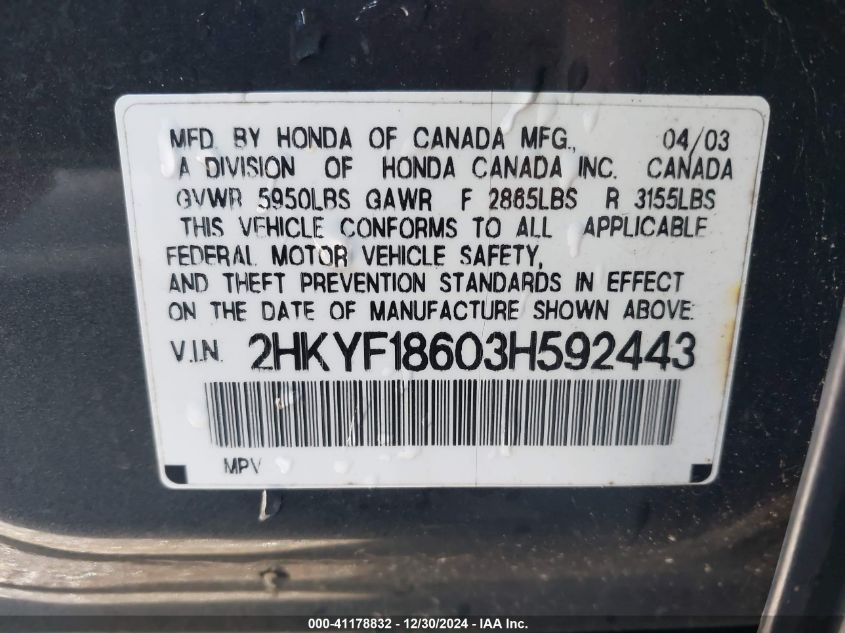 MFD. BY HONDA OF CANADA MFG., 04/03
A DIVISION OF HONDA CANADA INC. CANADA
GVWR 5950LBS GAWR F 2865LBS R 3155LBS
THIS VEHICLE CONFORMS TO ALL APPLICABLE
FEDERAL MOTOR VEHICLE SAFETY,
AND THEFT PREVENTION STANDARDS IN EFFECT
ON THE DATE OF MANUFACTURE SHOWN ABOVE.
V.I.N. 2HKYF18603H592443
MPV
000-41178832 - 12/30/2024 - IAA Inc.